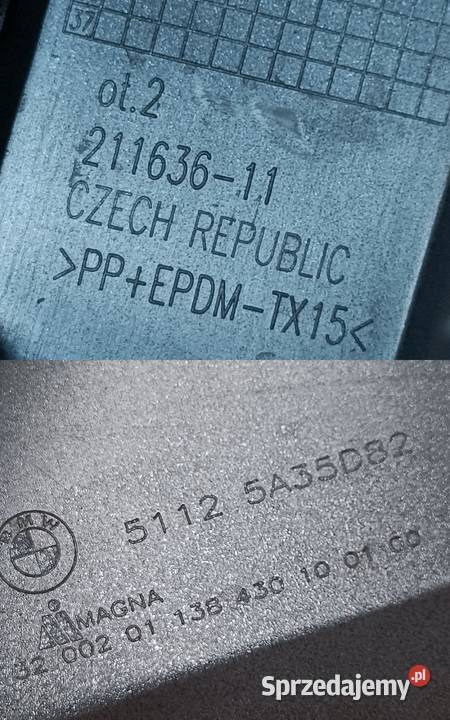 37
ot.2
211636-11
CZECH REPUBLIC
>PP+EPDM-TX15<
BMW
5112 5A35D82
MAGNA
32 002 01 138 430 10 01 00
Sprzedajemy.pl